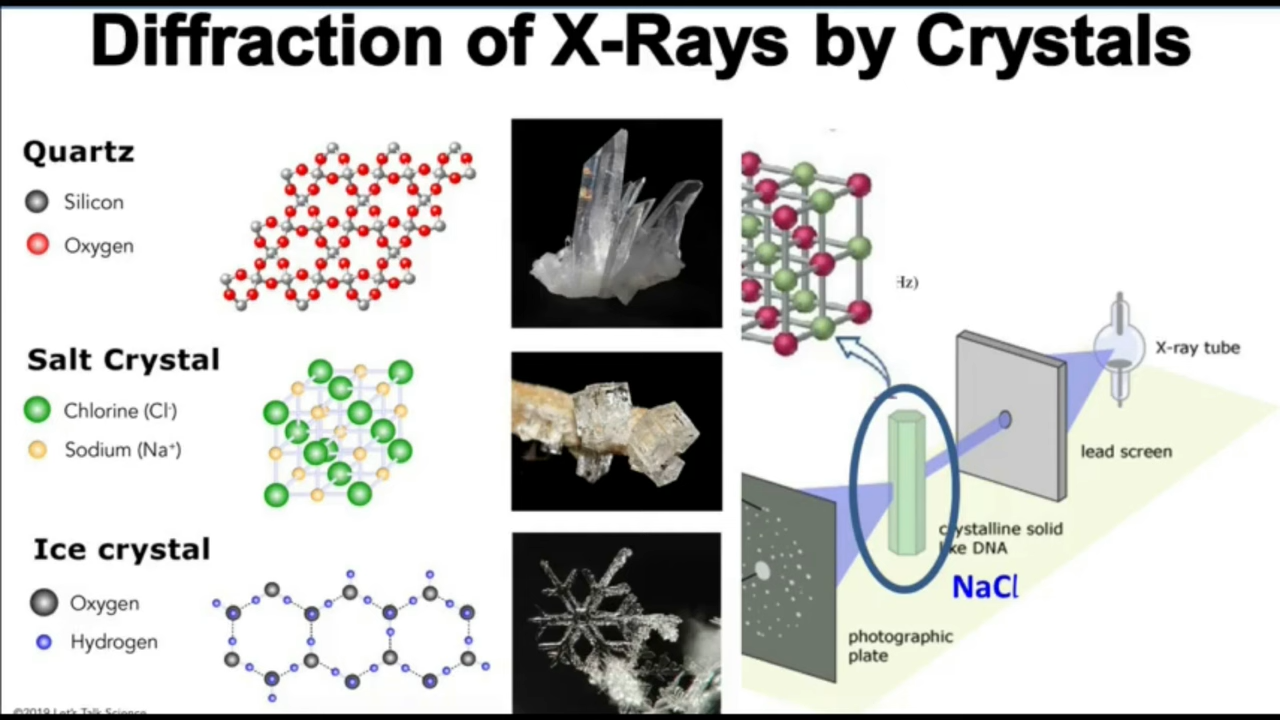 Diffraction of X-Rays by Crystals
Quartz
Silicon
Oxygen
Salt Crystal
Chlorine (Cl⁻)
Sodium (Na⁺)
Ice crystal
Oxygen
Hydrogen
©2019 Let's Talk Science
Hz)
X-ray tube
lead screen
crystalline solid
like DNA
NaCl
photographic
plate